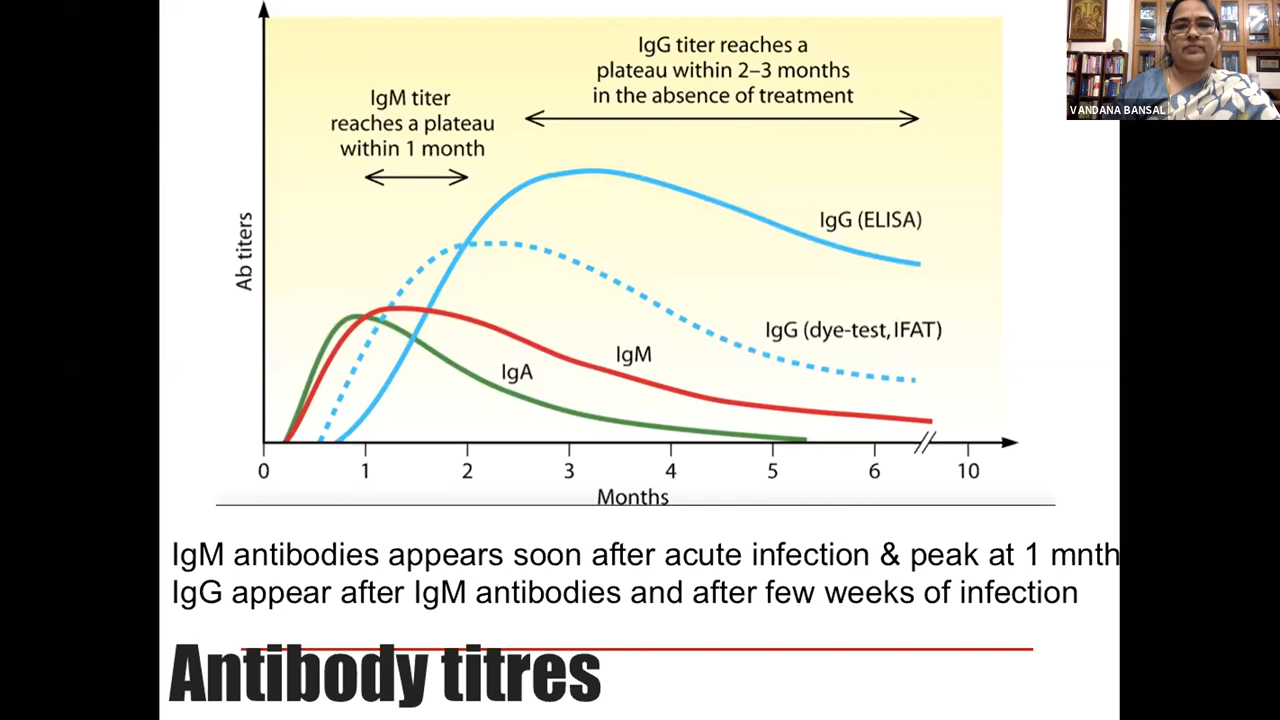 VANDANA BANSAL
IgG titer reaches a
plateau within 2–3 months
in the absence of treatment
IgM titer
reaches a plateau
within 1 month
Ab titers
IgG (ELISA)
IgG (dye-test, IFAT)
IgM
IgA
0 1 2 3 4 5 6 10
Months
IgM antibodies appears soon after acute infection & peak at 1 mnth
IgG appear after IgM antibodies and after few weeks of infection
Antibody titres